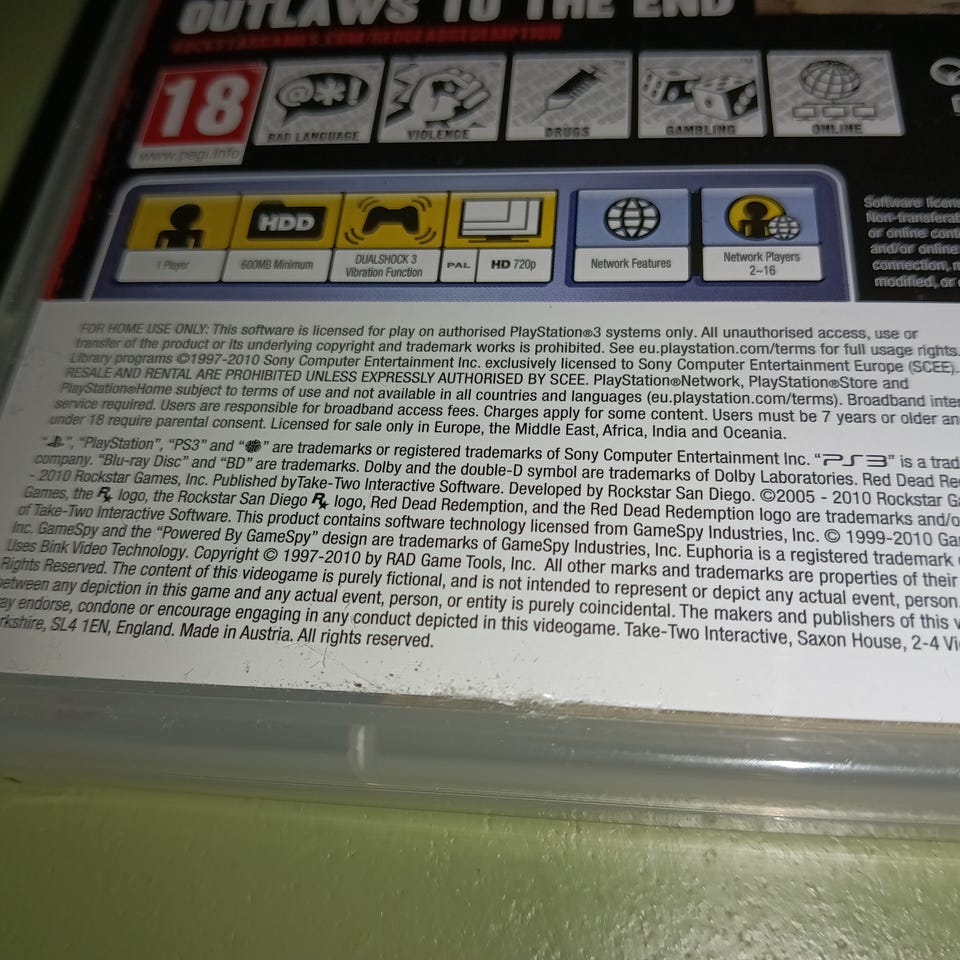 OUTLAWS TO THE END
ROCKSTARGAMES.COM/REDDEADREDEMPTION
18
www.pegi.info
@*!
BAD LANGUAGE
VIOLENCE
DRUGS
GAMBLING
ONLINE
HDD
1 Player
600MB Minimum
DUALSHOCK 3
Vibration Function
PAL
HD 720p
Network Features
Network Players
2–16
Software
Non-transferab
or online
and/or online
connection,
modified, or
FOR HOME USE ONLY: This software is licensed for play on authorised PlayStation®3 systems only. All unauthorised access, use or
transfer of the product or its underlying copyright and trademark works is prohibited. See eu.playstation.com/terms for full usage rights.
Library programs ©1997-2010 Sony Computer Entertainment Inc. exclusively licensed to Sony Computer Entertainment Europe (SCEE).
RESALE AND RENTAL ARE PROHIBITED UNLESS EXPRESSLY AUTHORISED BY SCEE. PlayStation®Network, PlayStation®Store and
PlayStation®Home subject to terms of use and not available in all countries and languages (eu.playstation.com/terms). Broadband inter
service required. Users are responsible for broadband access fees. Charges apply for some content. Users must be 7 years or older an
under 18 require parental consent. Licensed for sale only in Europe, the Middle East, Africa, India and Oceania.
“ ”, “PlayStation”, “PS3” and “ ” are trademarks or registered trademarks of Sony Computer Entertainment Inc. “PS3” is a trad
company. “Blu-ray Disc” and “BD” are trademarks. Dolby and the double-D symbol are trademarks of Dolby Laboratories. Red Dead Re
- 2010 Rockstar Games, Inc. Published byTake-Two Interactive Software. Developed by Rockstar San Diego. ©2005 - 2010 Rockstar Ga
Games, the R logo, the Rockstar San Diego R logo, Red Dead Redemption, and the Red Dead Redemption logo are trademarks and/o
of Take-Two Interactive Software. This product contains software technology licensed from GameSpy Industries, Inc. © 1999-2010 Gam
Inc. GameSpy and the “Powered By GameSpy” design are trademarks of GameSpy Industries, Inc. Euphoria is a registered trademark
Uses Bink Video Technology. Copyright © 1997-2010 by RAD Game Tools, Inc. All other marks and trademarks are properties of their
Rights Reserved. The content of this videogame is purely fictional, and is not intended to represent or depict any actual event, person
between any depiction in this game and any actual event, person, or entity is purely coincidental. The makers and publishers of this v
ay endorse, condone or encourage engaging in any conduct depicted in this videogame. Take-Two Interactive, Saxon House, 2-4 Vi
rkshire, SL4 1EN, England. Made in Austria. All rights reserved.